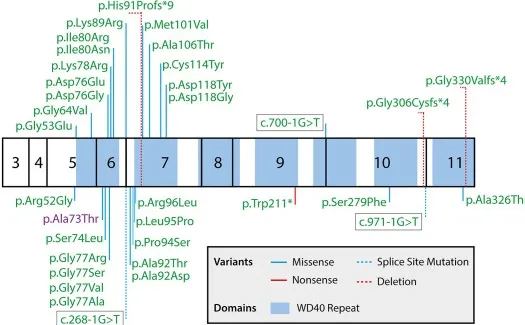 p.His91Profs*9
p.Lys89Arg
p.Met101Val
p.Ile80Arg
p.Ile80Asn
p.Ala106Thr
p.Lys78Arg
p.Cys114Tyr
p.Asp76Glu
p.Asp76Gly
p.Asp118Tyr
p.Asp118Gly
p.Gly330Valfs*4
p.Gly306Cysfs*4
p.Gly64Val
p.Gly53Glu
c.700-1G>T
3 4 5 6 7 8 9 10 11
p.Arg52Gly
p.Arg96Leu
p.Trp211*
p.Ser279Phe
p.Ala326Th
p.Ala73Thr
p.Leu95Pro
c.971-1G>T
p.Ser74Leu
p.Pro94Ser
p.Gly77Arg
p.Gly77Ser
p.Gly77Val
p.Gly77Ala
p.Ala92Thr
p.Ala92Asp
c.268-1G>T
Variants
Missense
Splice Site Mutation
Nonsense
Deletion
Domains
WD40 Repeat